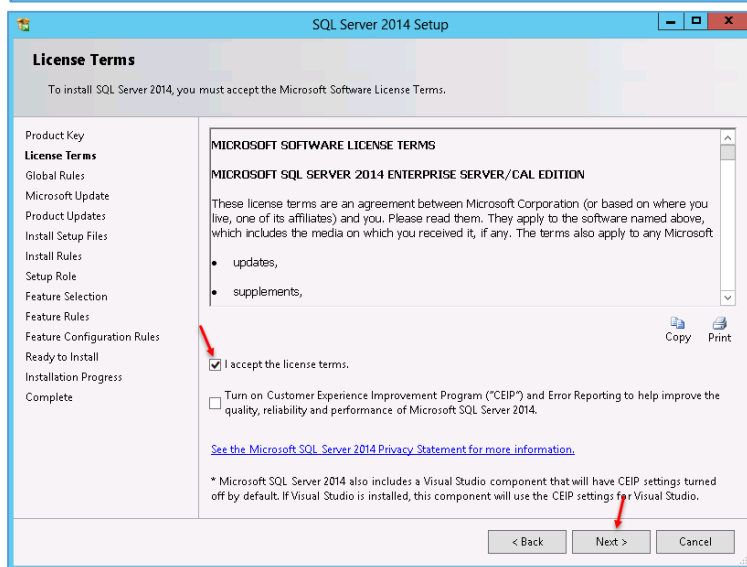 SQL Server 2014 Setup
License Terms
To install SQL Server 2014, you must accept the Microsoft Software License Terms.
Product Key
License Terms
Global Rules
Microsoft Update
Product Updates
Install Setup Files
Install Rules
Setup Role
Feature Selection
Feature Rules
Feature Configuration Rules
Ready to Install
Installation Progress
Complete
MICROSOFT SOFTWARE LICENSE TERMS
MICROSOFT SQL SERVER 2014 ENTERPRISE SERVER/CAL EDITION
These license terms are an agreement between Microsoft Corporation (or based on where you
live, one of its affiliates) and you. Please read them. They apply to the software named above,
which includes the media on which you received it, if any. The terms also apply to any Microsoft
• updates,
• supplements,
Copy Print
I accept the license terms.
Turn on Customer Experience Improvement Program ("CEIP") and Error Reporting to help improve the
quality, reliability and performance of Microsoft SQL Server 2014.
See the Microsoft SQL Server 2014 Privacy Statement for more information.
* Microsoft SQL Server 2014 also includes a Visual Studio component that will have CEIP settings turned
off by default. If Visual Studio is installed, this component will use the CEIP settings for Visual Studio.
< Back Next > Cancel